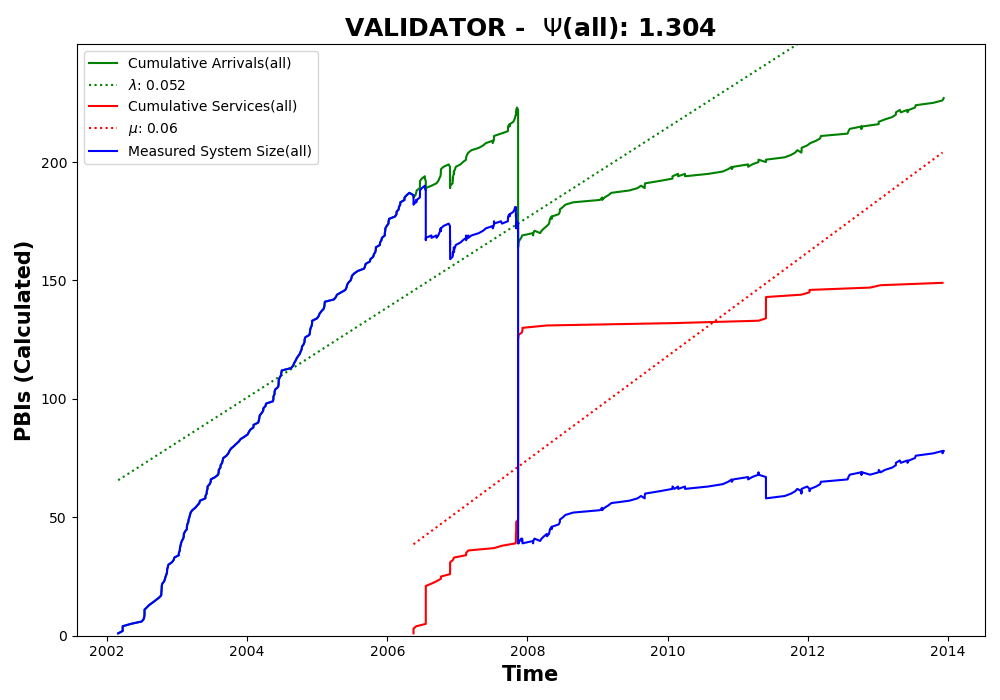 VALIDATOR - Ψ(all): 1.304
Cumulative Arrivals(all)
λ: 0.052
Cumulative Services(all)
μ: 0.06
Measured System Size(all)
PBIs (Calculated)
200
150
100
50
0
2002 2004 2006 2008 2010 2012 2014
Time